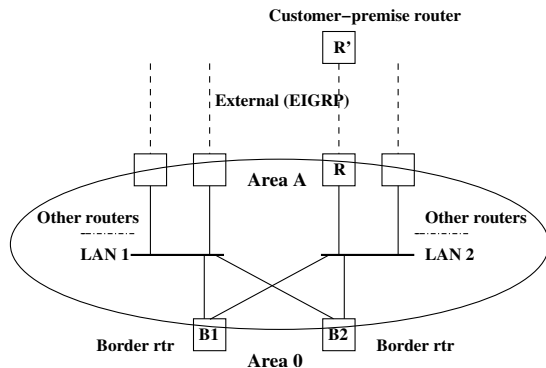 Customer−premise router
R'
External (EIGRP)
R
Area A
Other routers
Other routers
LAN 1
LAN 2
B1
B2
Border rtr
Border rtr
Area 0